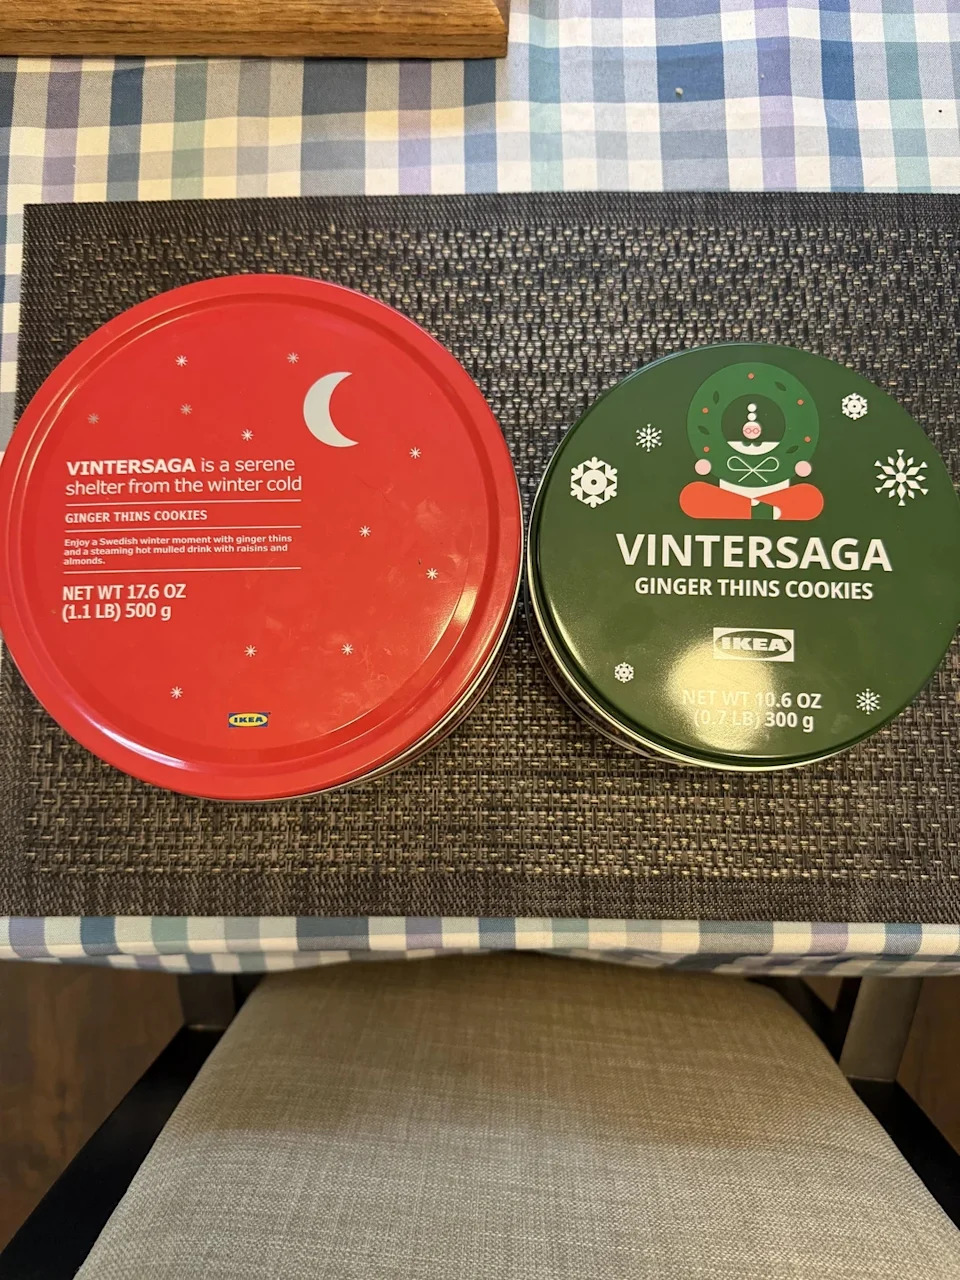 VINTERSAGA is a serene
shelter from the winter cold
GINGER THINS COOKIES
Enjoy a Swedish winter moment with ginger thins
and a steaming hot mulled drink with raisins and
almonds.
NET WT 17.6 OZ
(1.1 LB) 500 g
IKEA
VINTERSAGA
GINGER THINS COOKIES
IKEA
NET WT 10.6 OZ
(0.7 LB) 300 g